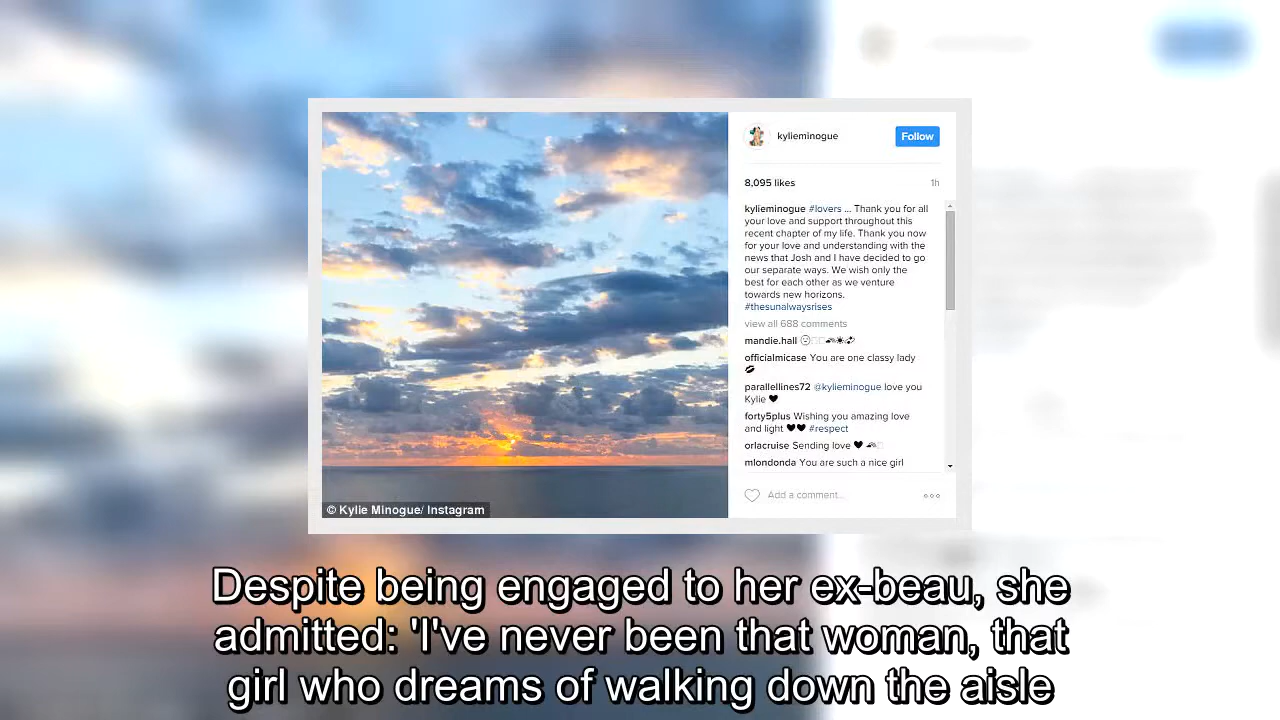 kylieminogue
Follow
8,095 likes
1h
kylieminogue #lovers ... Thank you for all
your love and support throughout this
recent chapter of my life. Thank you now
for your love and understanding with the
news that Josh and I have decided to go
our separate ways. We wish only the
best for each other as we venture
towards new horizons.
#thesunalwaysrises
view all 688 comments
mandie.hall
officialmicase You are one classy lady
parallellines72 @kylieminogue love you
Kylie
forty5plus Wishing you amazing love
and light #respect
orlacruise Sending love
mlondonda You are such a nice girl
Add a comment...
© Kylie Minogue/ Instagram
Despite being engaged to her ex-beau, she
admitted: 'I've never been that woman, that
girl who dreams of walking down the aisle